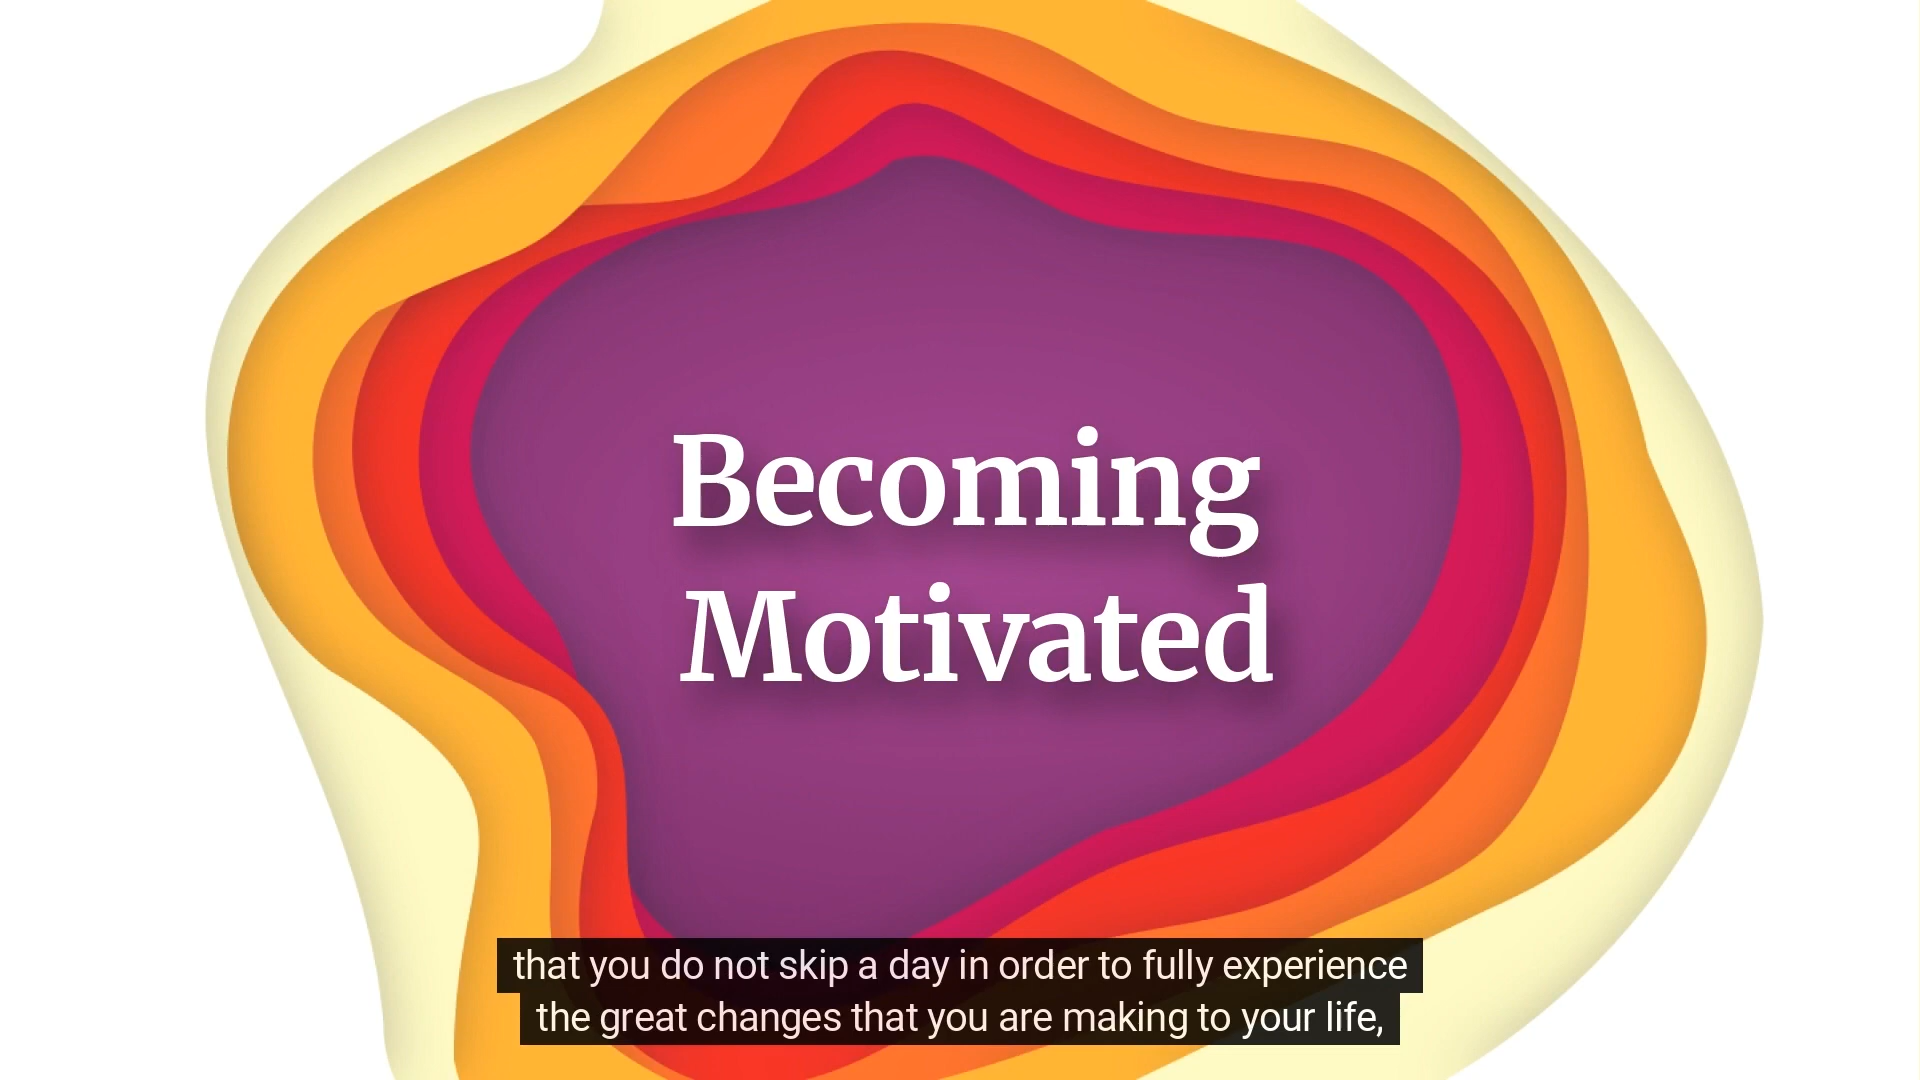 Becoming
Motivated
that you do not skip a day in order to fully experience
the great changes that you are making to your life,